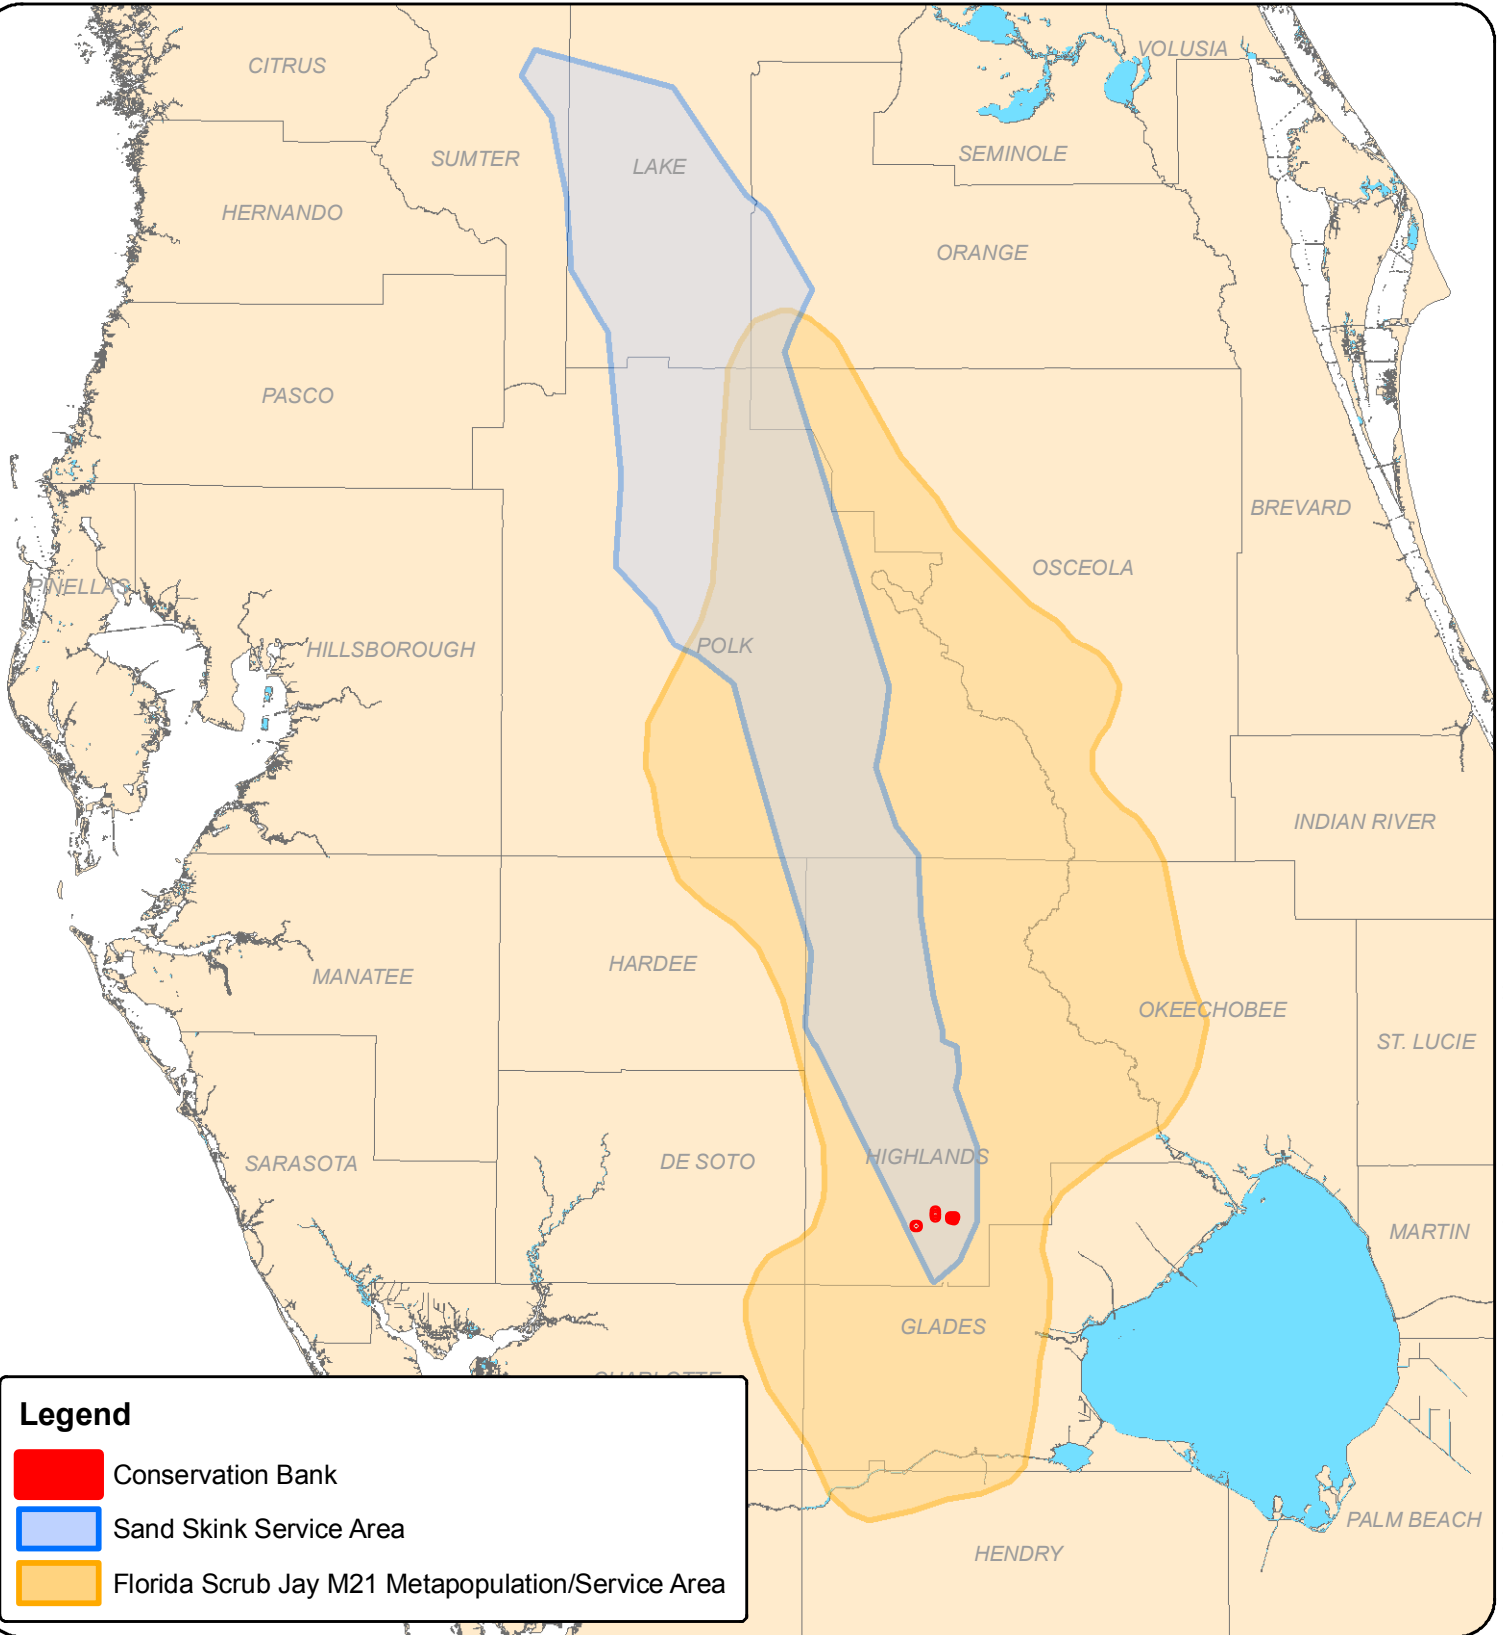 VOLUSIA
CITRUS
SUMTER
LAKE
SEMINOLE
HERNANDO
ORANGE
PASCO
BREVARD
OSCEOLA
PINELLAS
HILLSBOROUGH
POLK
INDIAN RIVER
HARDEE
MANATEE
OKEECHOBEE
ST. LUCIE
SARASOTA
DE SOTO
HIGHLANDS
MARTIN
GLADES
CHARLOTTE
PALM BEACH
HENDRY
Legend
Conservation Bank
Sand Skink Service Area
Florida Scrub Jay M21 Metapopulation/Service Area